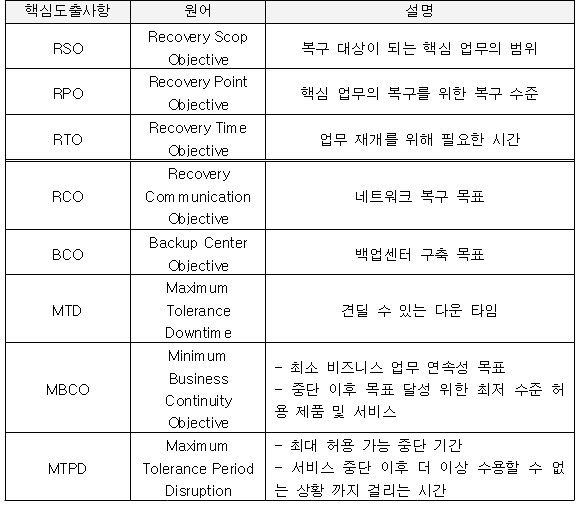 핵심도출사항 원어 설명
RSO Recovery Scop Objective 복구 대상이 되는 핵심 업무의 범위
RPO Recovery Point Objective 핵심 업무의 복구를 위한 복구 수준
RTO Recovery Time Objective 업무 재개를 위해 필요한 시간
RCO Recovery Communication Objective 네트워크 복구 목표
BCO Backup Center Objective 백업센터 구축 목표
MTD Maximum Tolerance Downtime 견딜 수 있는 다운 타임
MBCO Minimum Business Continuity Objective
- 최소 비즈니스 업무 연속성 목표
- 중단 이후 목표 달성 위한 최저 수준 허
용 제품 및 서비스
MTPD Maximum Tolerance Period Disruption
- 최대 허용 가능 중단 기간
- 서비스 중단 이후 더 이상 수용할 수 없
는 상황 까지 걸리는 시간